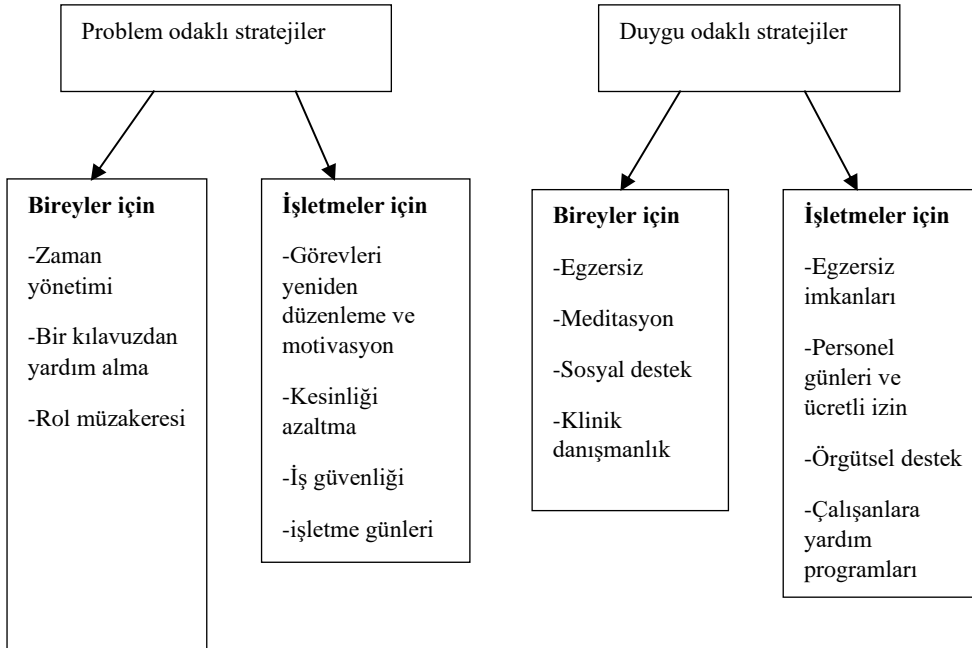 Problem odaklı stratejiler
Duygu odaklı stratejiler
Bireyler için
-Zaman
yönetimi
-Bir kılavuzdan
yardım alma
-Rol müzakeresi
İşletmeler için
-Görevleri
yeniden
düzenleme ve
motivasyon
-Kesinliği
azaltma
-İş güvenliği
-işletme günleri
Bireyler için
-Egzersiz
-Meditasyon
-Sosyal destek
-Klinik
danışmanlık
İşletmeler için
-Egzersiz
imkanları
-Personel
günleri ve
ücretli izin
-Örgütsel destek
-Çalışanlara
yardım
programları